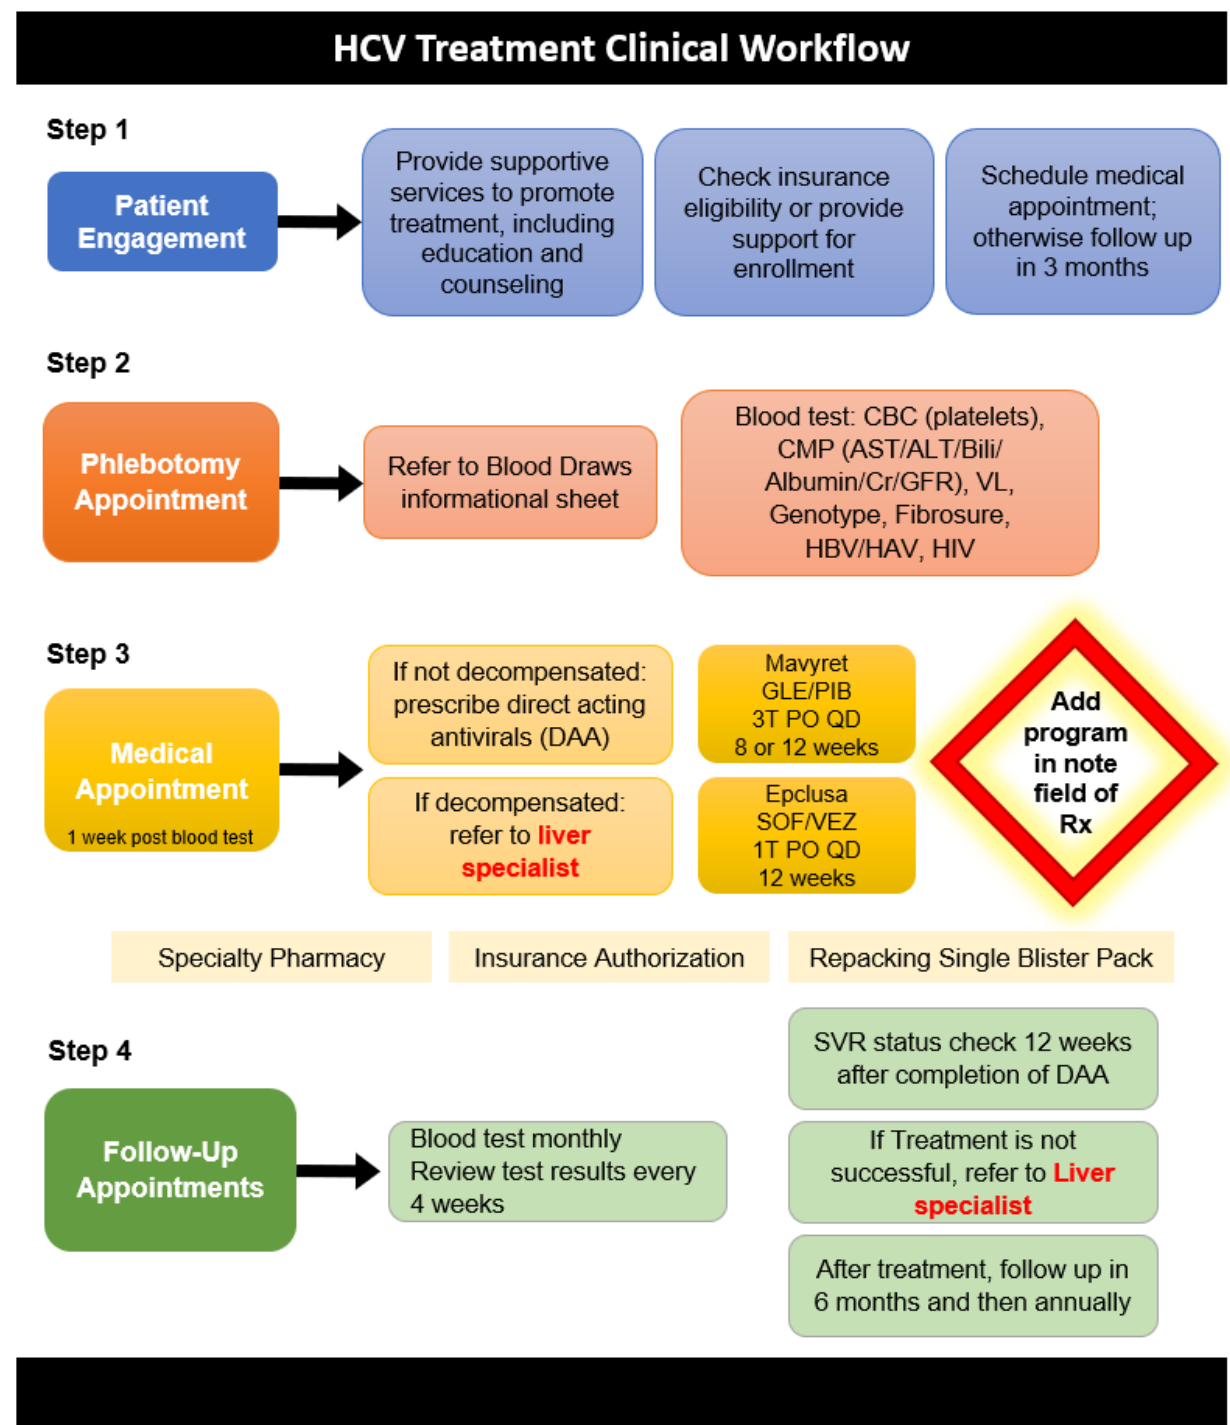 HCV Treatment Clinical Workflow
Step 1
Patient
Engagement
Provide supportive
services to promote
treatment, including
education and
counseling
Check insurance
eligibility or provide
support for
enrollment
Schedule medical
appointment;
otherwise follow up
in 3 months
Step 2
Phlebotomy
Appointment
Refer to Blood Draws
informational sheet
Blood test: CBC (platelets),
CMP (AST/ALT/Bili/
Albumin/Cr/GFR), VL,
Genotype, Fibrosure,
HBV/HAV, HIV
Step 3
Medical
Appointment
1 week post blood test
If not decompensated:
prescribe direct acting
antivirals (DAA)
If decompensated:
refer to liver
specialist
Mavyret
GLE/PIB
3T PO QD
8 or 12 weeks
Epclusa
SOF/VEZ
1T PO QD
12 weeks
Add
program
in note
field of
Rx
Specialty Pharmacy
Insurance Authorization
Repacking Single Blister Pack
Step 4
Follow-Up
Appointments
Blood test monthly
Review test results every
4 weeks
SVR status check 12 weeks
after completion of DAA
If Treatment is not
successful, refer to Liver
specialist
After treatment, follow up in
6 months and then annually